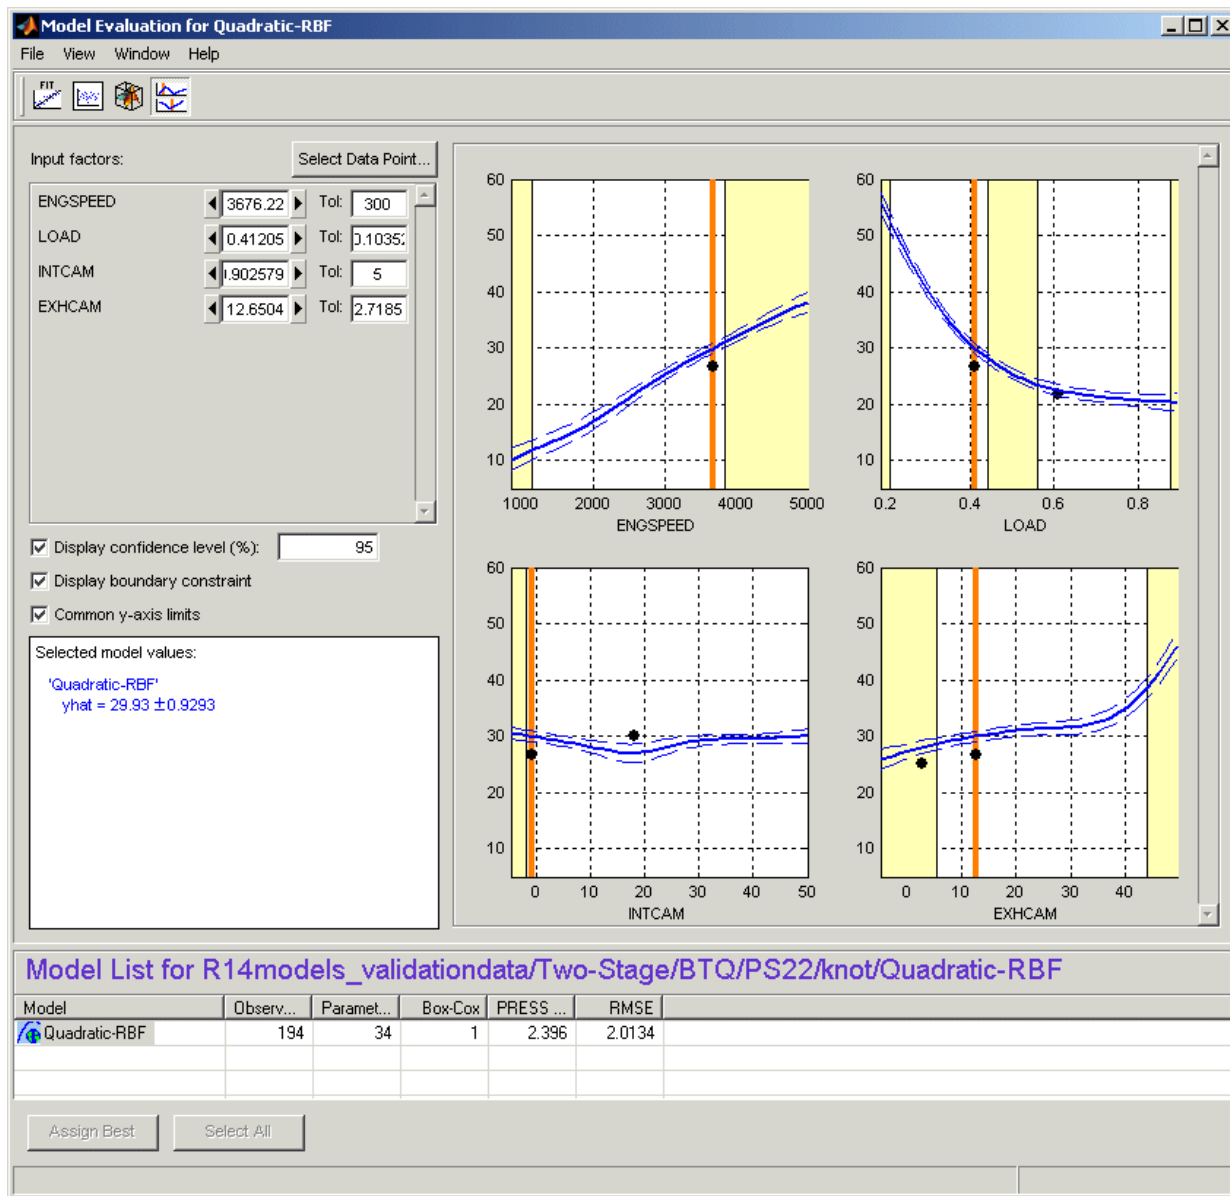 Model Evaluation for Quadratic-RBF
File View Window Help
FIT
Input factors: Select Data Point...
ENGSPEED 3676.22 Tol: 300
LOAD 0.41205 Tol: 0.10352
INTCAM .902579 Tol: 5
EXHCAM 12.6504 Tol: 2.7185
Display confidence level (%): 95
Display boundary constraint
Common y-axis limits
Selected model values:
'Quadratic-RBF'
yhat = 29.93 ±0.9293
60
50
40
30
20
10
1000 2000 3000 4000 5000
ENGSPEED
60
50
40
30
20
10
0.2 0.4 0.6 0.8
LOAD
60
50
40
30
20
10
0 10 20 30 40 50
INTCAM
60
50
40
30
20
10
0 10 20 30 40
EXHCAM
Model List for R14models_validationdata/Two-Stage/BTQ/PS22/knot/Quadratic-RBF
Model Observ... Paramet... Box-Cox PRESS ... RMSE
Quadratic-RBF 194 34 1 2.396 2.0134
Assign Best Select All